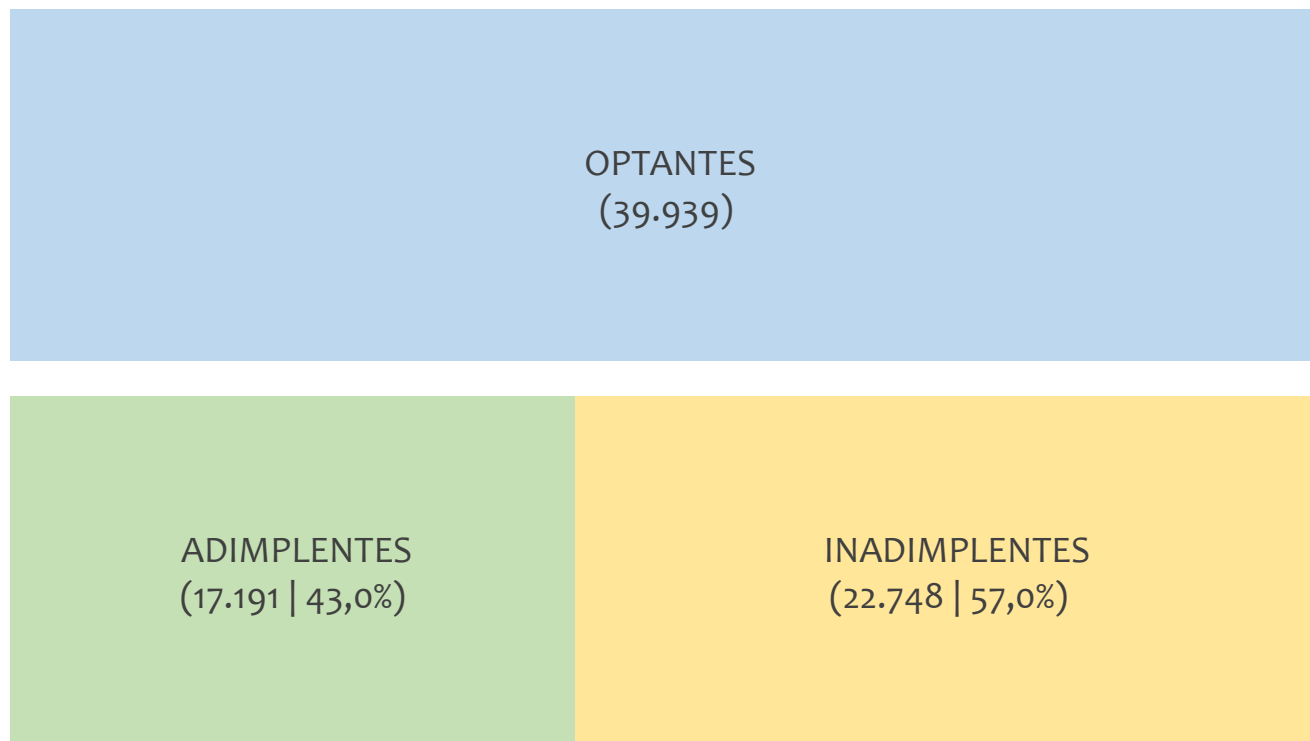 OPTANTES
(39.939)
ADIMPLENTES
(17.191 | 43,0%)
INADIMPLENTES
(22.748 | 57,0%)